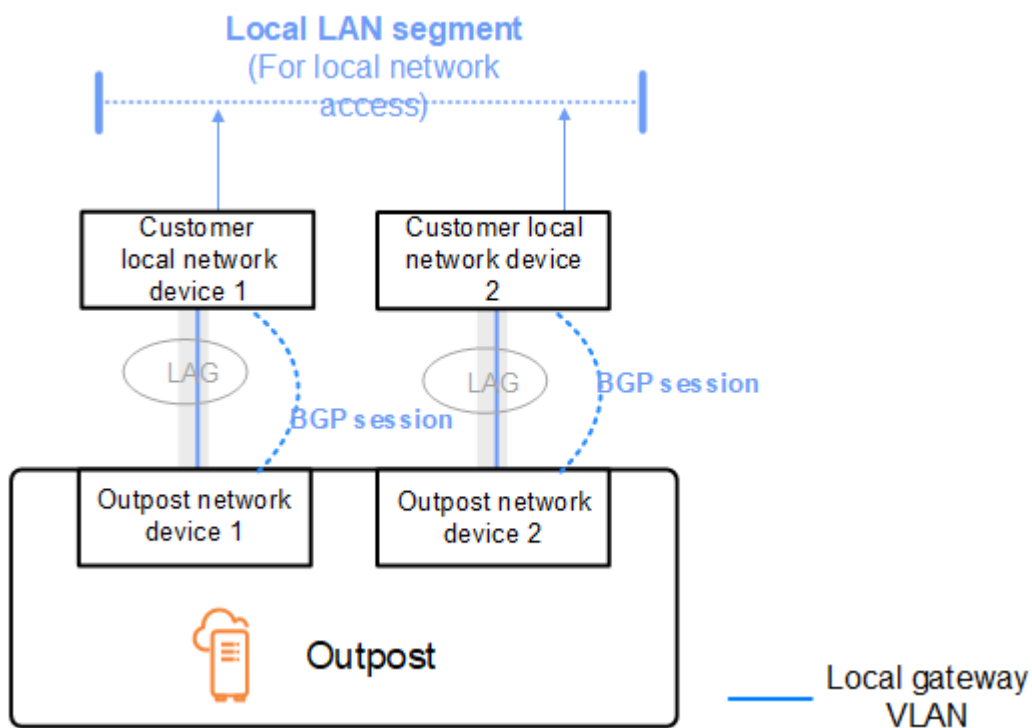 Local LAN segment
(For local network
access)
Customer
local network
device 1
Customer local
network device
2
LAG
LAG
BGP session
BGP session
Outpost network
device 1
Outpost network
device 2
Outpost
Local gateway
VLAN